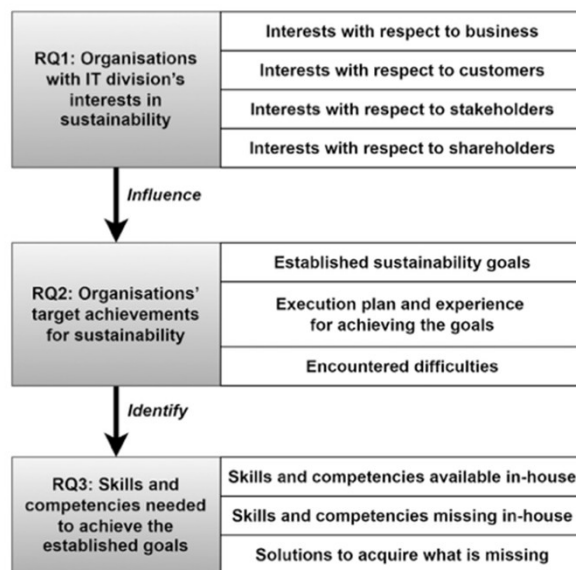 RQ1: Organisations
with IT division's
interests in
sustainability
Interests with respect to business
Interests with respect to customers
Interests with respect to stakeholders
Interests with respect to shareholders
Influence
RQ2: Organisations'
target achievements
for sustainability
Established sustainability goals
Execution plan and experience
for achieving the goals
Encountered difficulties
Identify
RQ3: Skills and
competencies needed
to achieve the
established goals
Skills and competencies available in-house
Skills and competencies missing in-house
Solutions to acquire what is missing